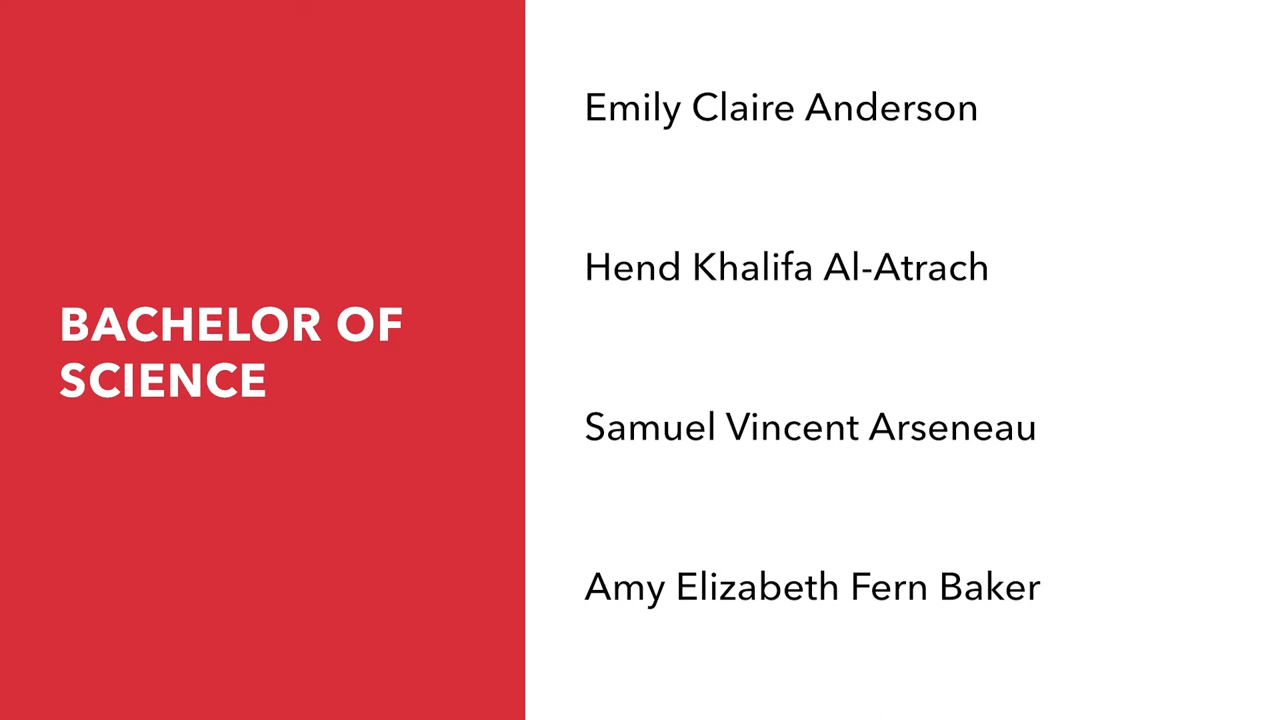 BACHELOR OF
SCIENCE
Emily Claire Anderson
Hend Khalifa Al-Atrach
Samuel Vincent Arseneau
Amy Elizabeth Fern Baker